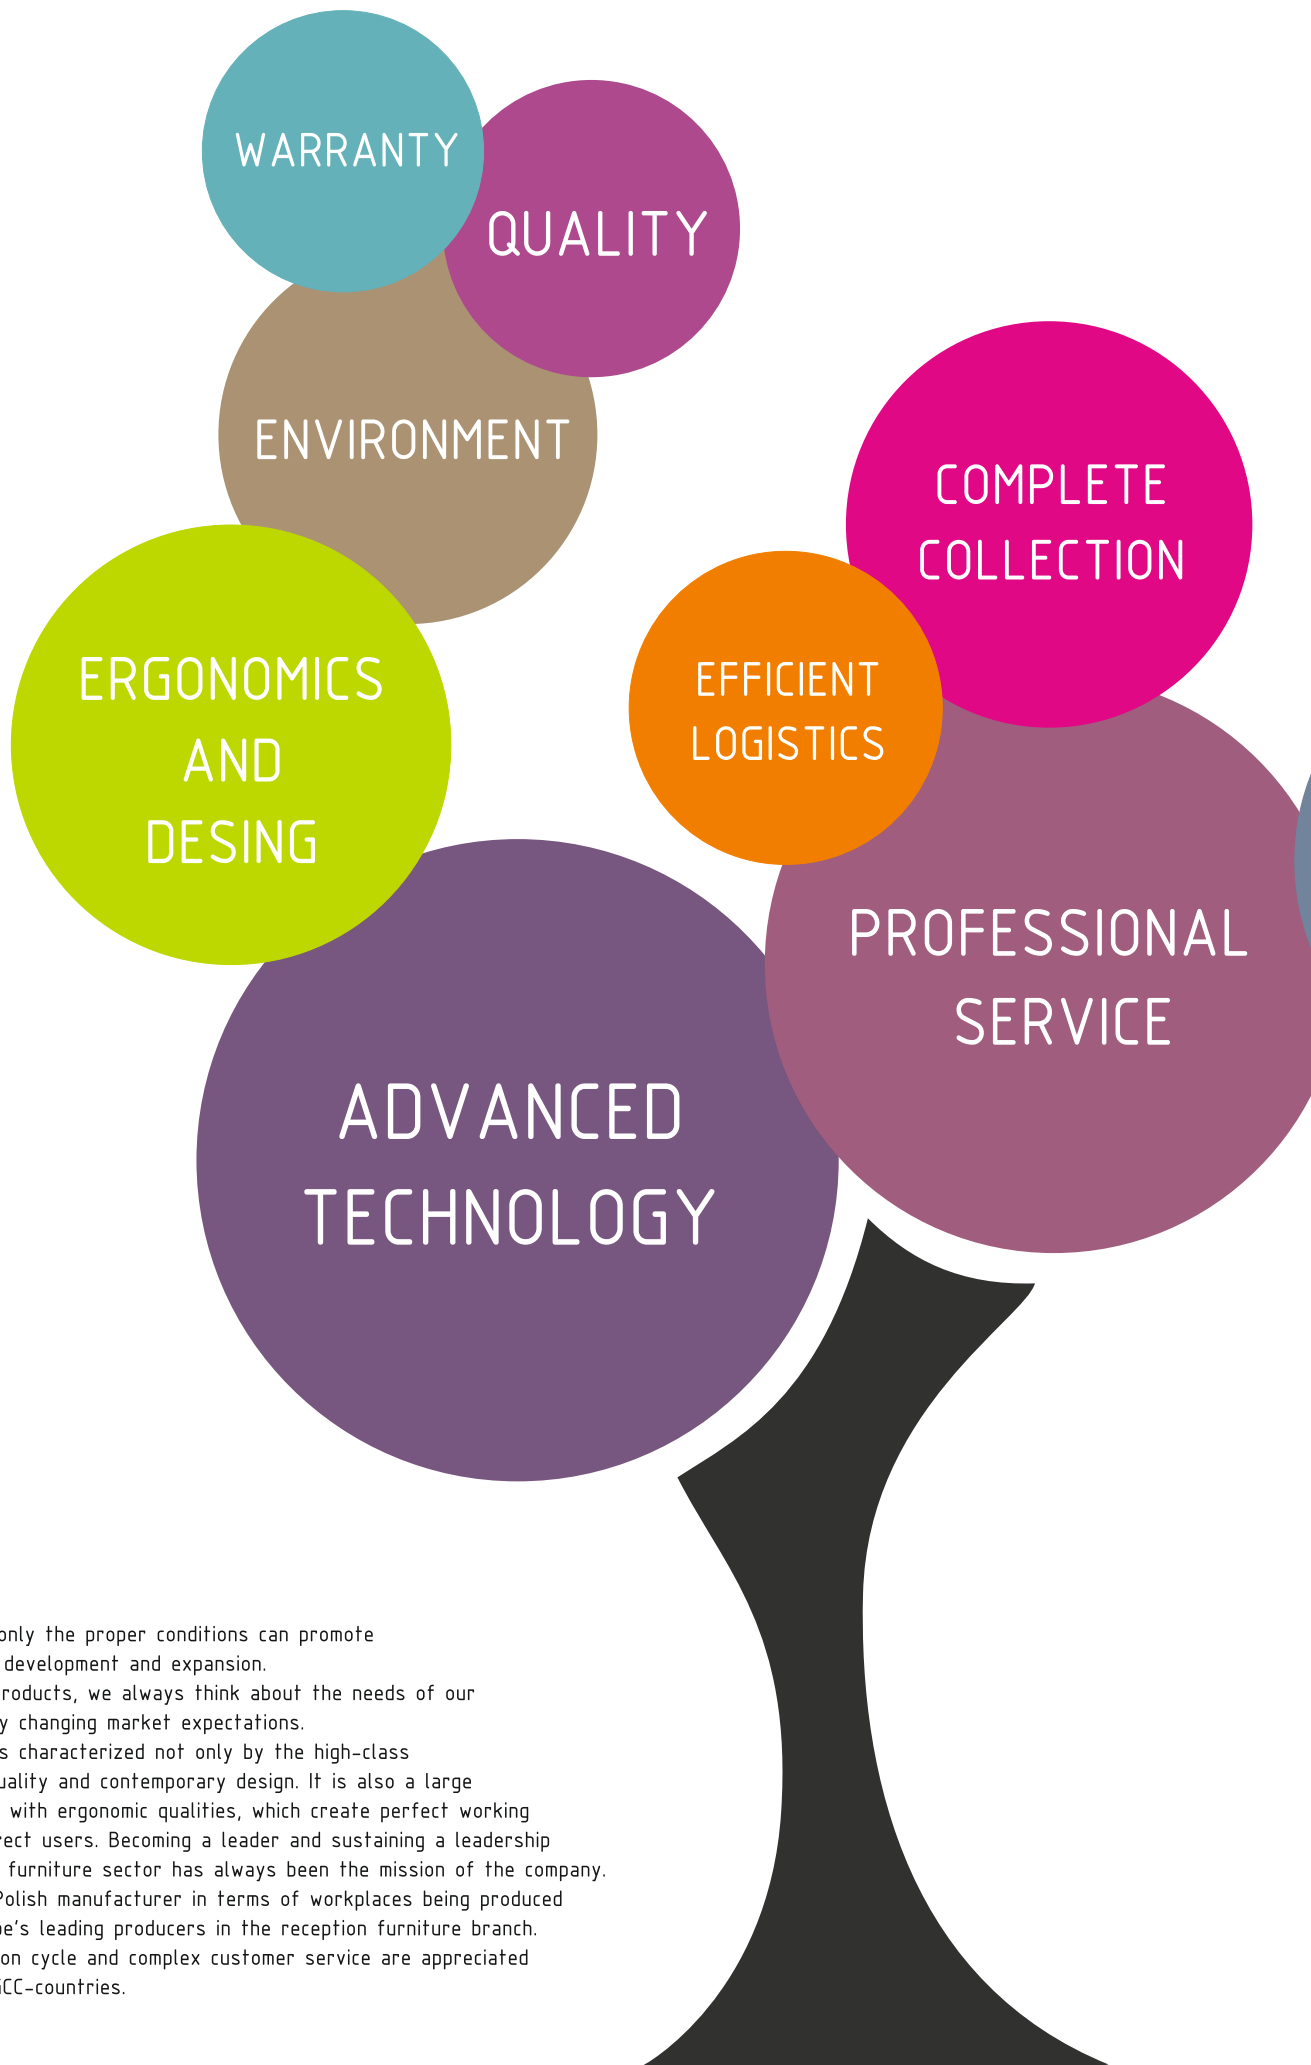 WARRANTY
QUALITY
ENVIRONMENT
COMPLETE
COLLECTION
ERGONOMICS
AND
DESING
EFFICIENT
LOGISTICS
PROFESSIONAL
SERVICE
ADVANCED
TECHNOLOGY
only the proper conditions can promote
development and expansion.
roducts, we always think about the needs of our
y changing market expectations.
s characterized not only by the high-class
uality and contemporary design. It is also a large
with ergonomic qualities, which create perfect working
rect users. Becoming a leader and sustaining a leadership
furniture sector has always been the mission of the company.
Polish manufacturer in terms of workplaces being produced
pe's leading producers in the reception furniture branch.
on cycle and complex customer service are appreciated
GCC-countries.